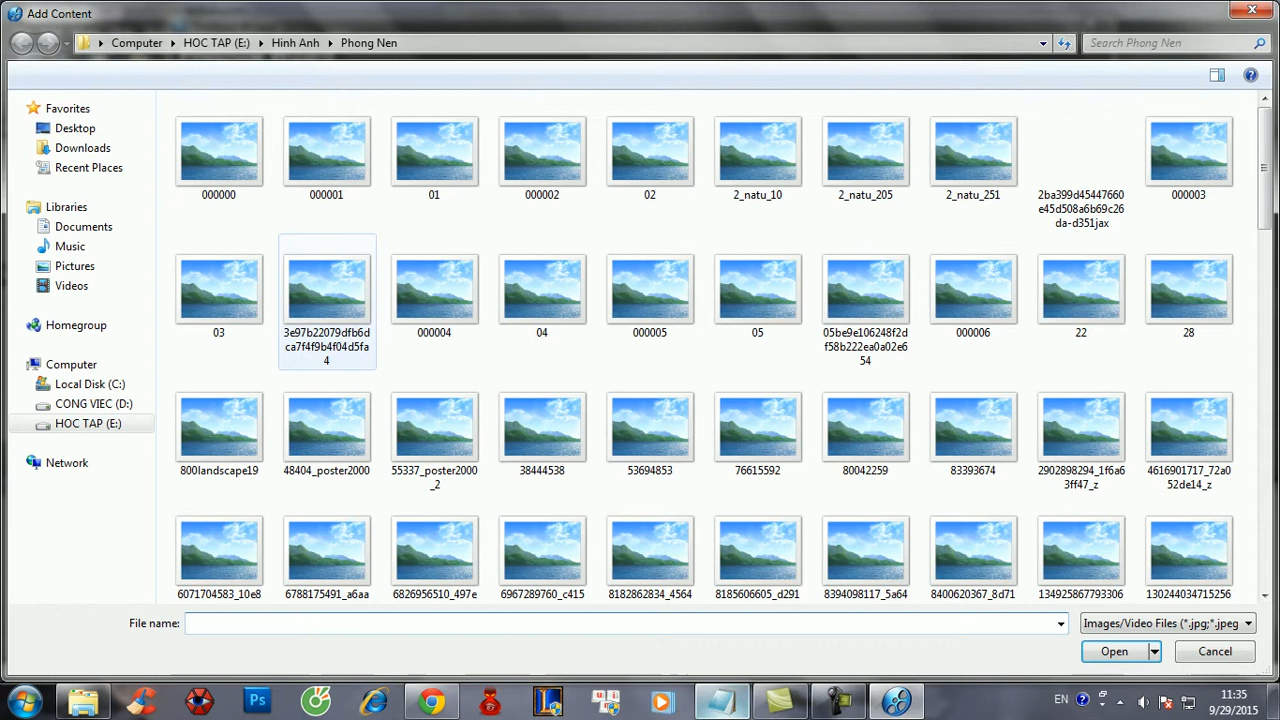 Add Content
Computer
HOC TAP (E:)
Hinh Anh
Phong Nen
Search Phong Nen
Favorites
Desktop
Downloads
Recent Places
Libraries
Documents
Music
Pictures
Videos
Homegroup
Computer
Local Disk (C:)
CONG VIEC (D:)
HOC TAP (E:)
Network
000000
000001
01
000002
02
2_natu_10
2_natu_205
2_natu_251
2ba399d45447660
e45d508a6b69c26
da-d351jax
000003
03
3e97b22079dfb6d
ca7f4f9b4f04d5fa
4
000004
04
000005
05
05be9e106248f2d
f58b222ea0a02e6
54
000006
22
28
800landscape19
48404_poster2000
55337_poster2000
_2
38444538
53694853
76615592
80042259
83393674
2902898294_1f6a6
3ff47_z
4616901717_72a0
52de14_z
6071704583_10e8
6788175491_a6aa
6826956510_497e
6967289760_c415
8182862834_4564
8185606605_d291
8394098117_5a64
8400620367_8d71
134925867793306
130244034715256
File name:
Images/Video Files (*.jpg;*.jpeg
Open
Cancel
Ps
EN
11:35
9/29/2015